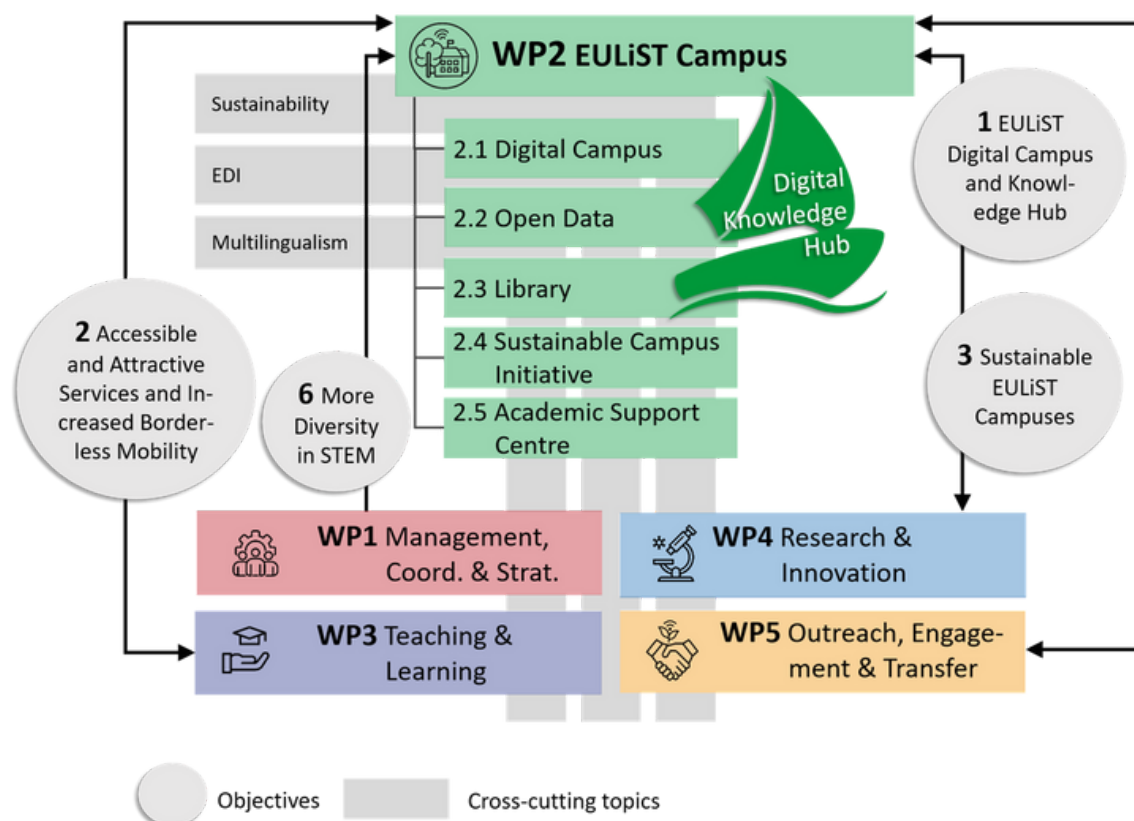 WP2 EULiST Campus
Sustainability
EDI
Multilingualism
2.1 Digital Campus
2.2 Open Data
2.3 Library
2.4 Sustainable Campus
Initiative
2.5 Academic Support
Centre
Digital
Knowledge
Hub
1 EULiST
Digital Campus
and Knowl-
edge Hub
2 Accessible
and Attractive
Services and In-
creased Border-
less Mobility
6 More
Diversity
in STEM
3 Sustainable
EULiST
Campuses
WP1 Management,
Coord. & Strat.
WP4 Research &
Innovation
WP3 Teaching &
Learning
WP5 Outreach, Engage-
ment & Transfer
Objectives
Cross-cutting topics